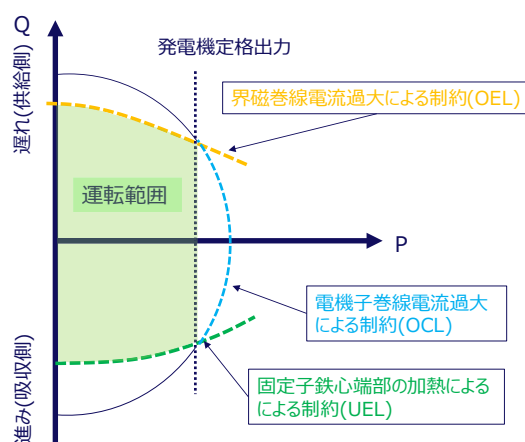 Q
発電機定格出力
遅れ(供給側)
界磁巻線電流過大による制約(OEL)
運転範囲
P
電機子巻線電流過大
による制約(OCL)
進み(吸収側)
固定子鉄心端部の加熱による
による制約(UEL)